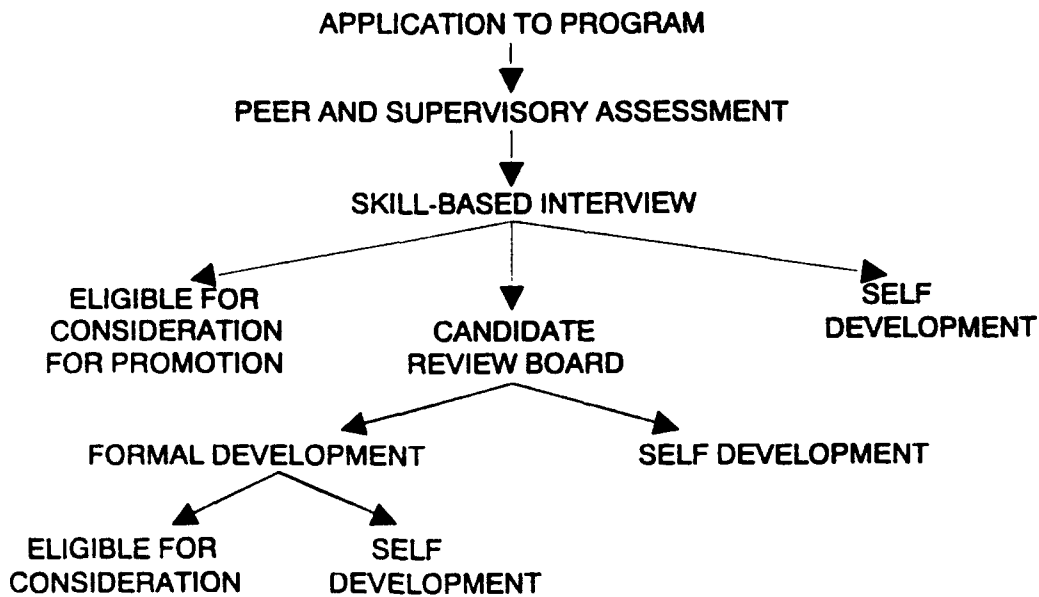 APPLICATION TO PROGRAM
PEER AND SUPERVISORY ASSESSMENT
SKILL-BASED INTERVIEW
ELIGIBLE FOR
CONSIDERATION
FOR PROMOTION
CANDIDATE
REVIEW BOARD
SELF
DEVELOPMENT
FORMAL DEVELOPMENT
SELF DEVELOPMENT
ELIGIBLE FOR
CONSIDERATION
SELF
DEVELOPMENT